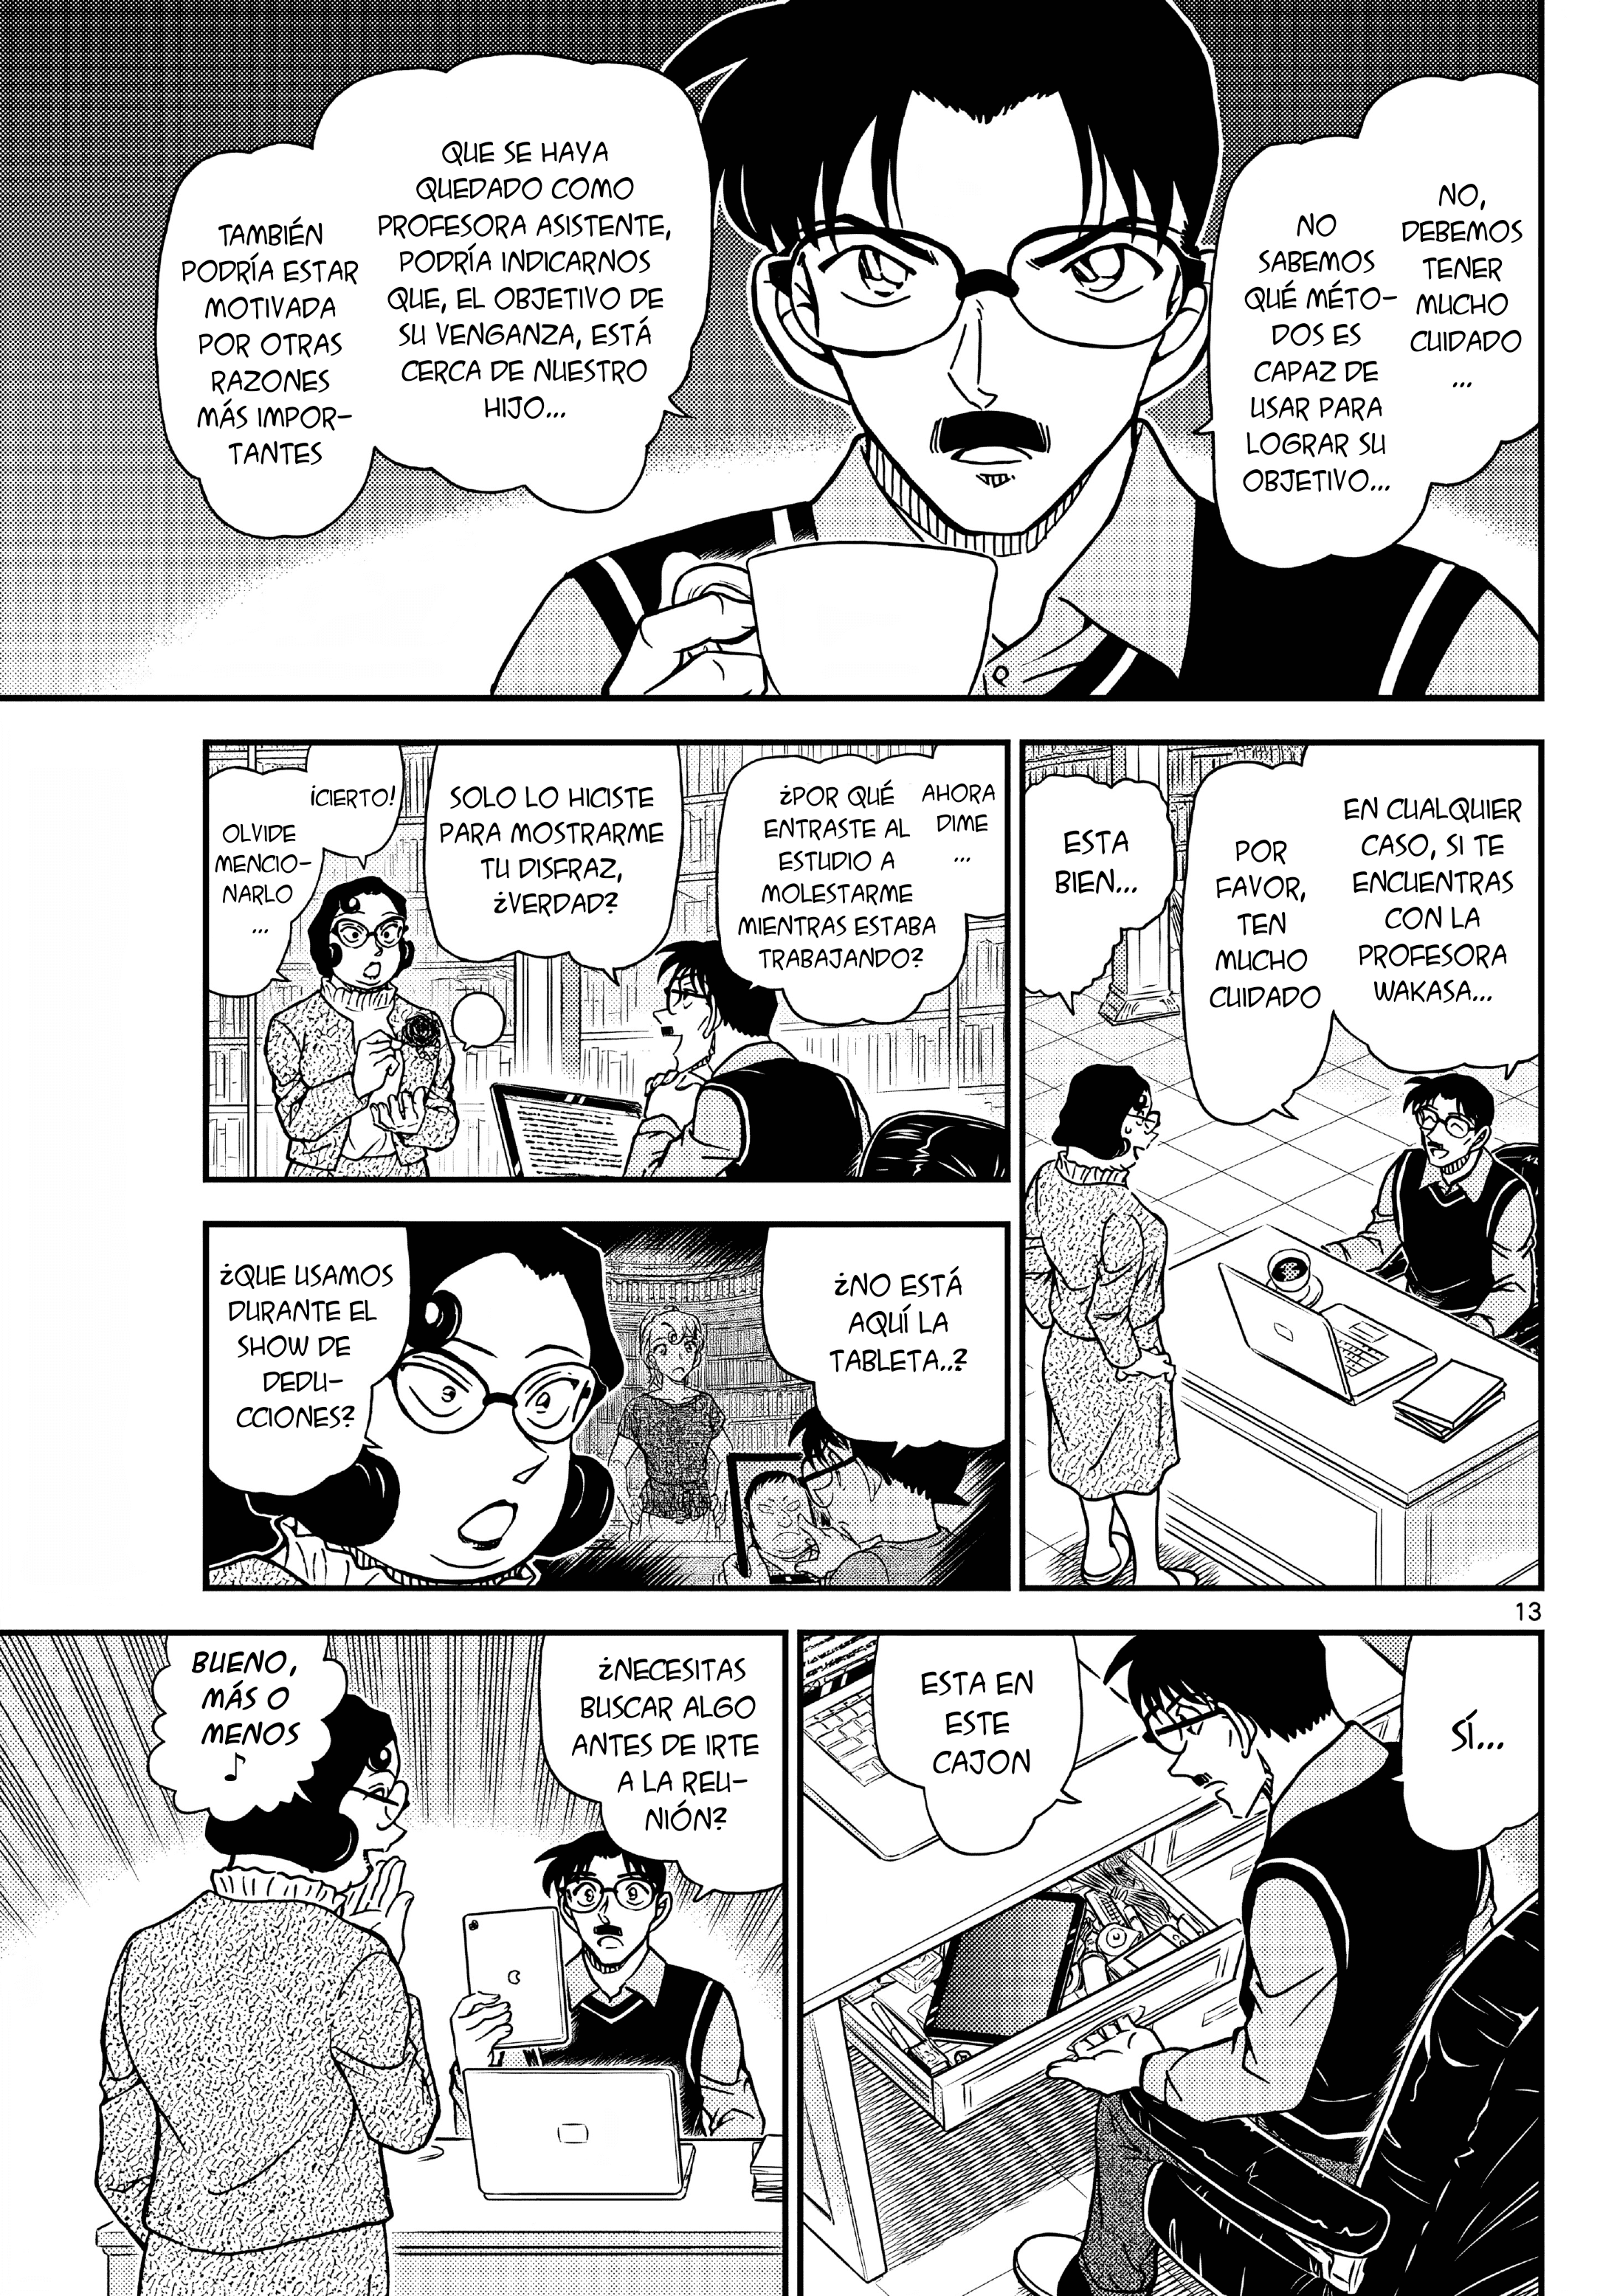 NO,
DEBEMOS
TENER
MUCHO
CUIDADO
...
NO
SABEMOS
QUÉ MÉTO-
DOS ES
CAPAZ DE
USAR PARA
LOGRAR SU
OBJETIVO...
QUE SE HAYA
QUEDADO COMO
PROFESORA ASISTENTE,
PODRÍA INDICARNOS
QUE, EL OBJETIVO DE
SU VENGANZA, ESTÁ
CERCA DE NUESTRO
HIJO...
TAMBIÉN
PODRÍA ESTAR
MOTIVADA
POR OTRAS
RAZONES
MÁS IMPOR-
TANTES
EN CUALQUIER
CASO, SI TE
ENCUENTRAS
CON LA
PROFESORA
WAKASA...
POR
FAVOR,
TEN
MUCHO
CUIDADO
ESTA
BIEN...
AHORA
DIME
...
¿POR QUÉ
ENTRASTE AL
ESTUDIO A
MOLESTARME
MIENTRAS ESTABA
TRABAJANDO?
SOLO LO HICISTE
PARA MOSTRARME
TU DISFRAZ,
¿VERDAD?
¡CIERTO!
OLVIDE
MENCIO-
NARLO
...
¿NO ESTÁ
AQUÍ LA
TABLETA..?
¿QUE USAMOS
DURANTE EL
SHOW DE
DEDU-
CCIONES?
13
SÍ...
ESTA EN
ESTE
CAJON
¿NECESITAS
BUSCAR ALGO
ANTES DE IRTE
A LA REU-
NIÓN?
BUENO,
MÁS O
MENOS
♪